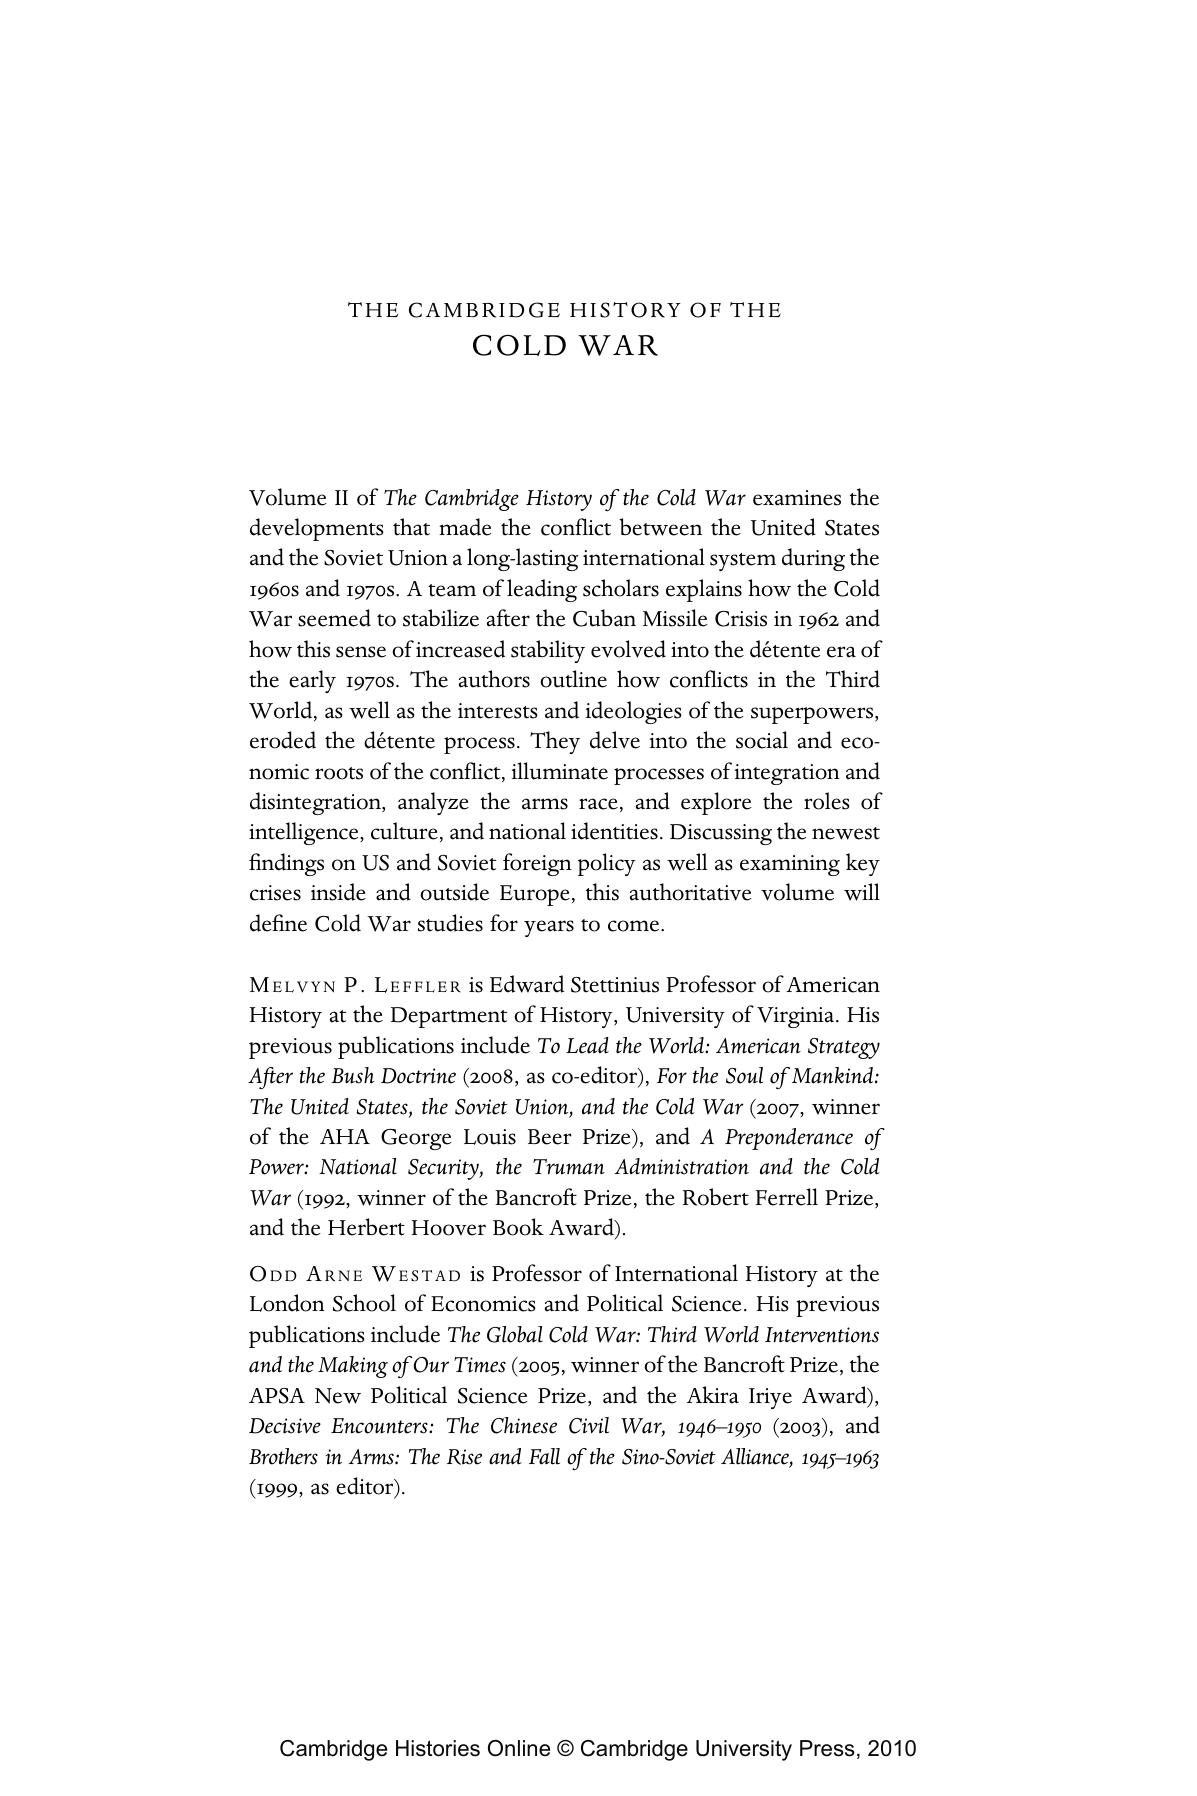 THE CAMBRIDGE HISTORY OF THE
COLD WAR
Volume II of The Cambridge History of the Cold War examines the
developments that made the conflict between the United States
and the Soviet Union a long-lasting international system during the
1960s and 1970s. A team of leading scholars explains how the Cold
War seemed to stabilize after the Cuban Missile Crisis in 1962 and
how this sense of increased stability evolved into the détente era of
the early 1970s. The authors outline how conflicts in the Third
World, as well as the interests and ideologies of the superpowers,
eroded the détente process. They delve into the social and eco-
nomic roots of the conflict, illuminate processes of integration and
disintegration, analyze the arms race, and explore the roles of
intelligence, culture, and national identities. Discussing the newest
findings on US and Soviet foreign policy as well as examining key
crises inside and outside Europe, this authoritative volume will
define Cold War studies for years to come.
MELVYN P. LEFFLER is Edward Stettinius Professor of American
History at the Department of History, University of Virginia. His
previous publications include To Lead the World: American Strategy
After the Bush Doctrine (2008, as co-editor), For the Soul of Mankind:
The United States, the Soviet Union, and the Cold War (2007, winner
of the AHA George Louis Beer Prize), and A Preponderance of
Power: National Security, the Truman Administration and the Cold
War (1992, winner of the Bancroft Prize, the Robert Ferrell Prize,
and the Herbert Hoover Book Award).
ODD ARNE WESTAD is Professor of International History at the
London School of Economics and Political Science. His previous
publications include The Global Cold War: Third World Interventions
and the Making of Our Times (2005, winner of the Bancroft Prize, the
APSA New Political Science Prize, and the Akira Iriye Award),
Decisive Encounters: The Chinese Civil War, 1946–1950 (2003), and
Brothers in Arms: The Rise and Fall of the Sino-Soviet Alliance, 1945–1963
(1999, as editor).
Cambridge Histories Online © Cambridge University Press, 2010